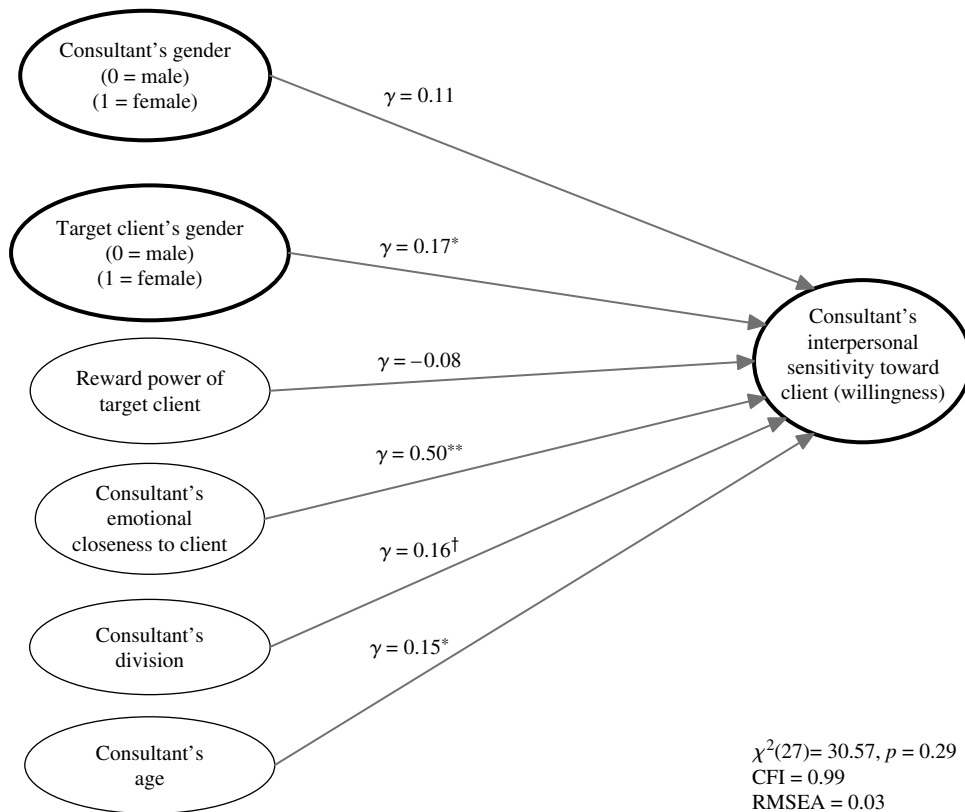 Consultant’s gender
(0 = male)
(1 = female)
γ = 0.11
Target client’s gender
(0 = male)
(1 = female)
γ = 0.17*
Reward power of
target client
γ = –0.08
Consultant’s
emotional
closeness to client
γ = 0.50**
Consultant’s
division
γ = 0.16†
Consultant’s
age
γ = 0.15*
Consultant’s
interpersonal
sensitivity toward
client (willingness)
χ²(27)= 30.57, p = 0.29
CFI = 0.99
RMSEA = 0.03